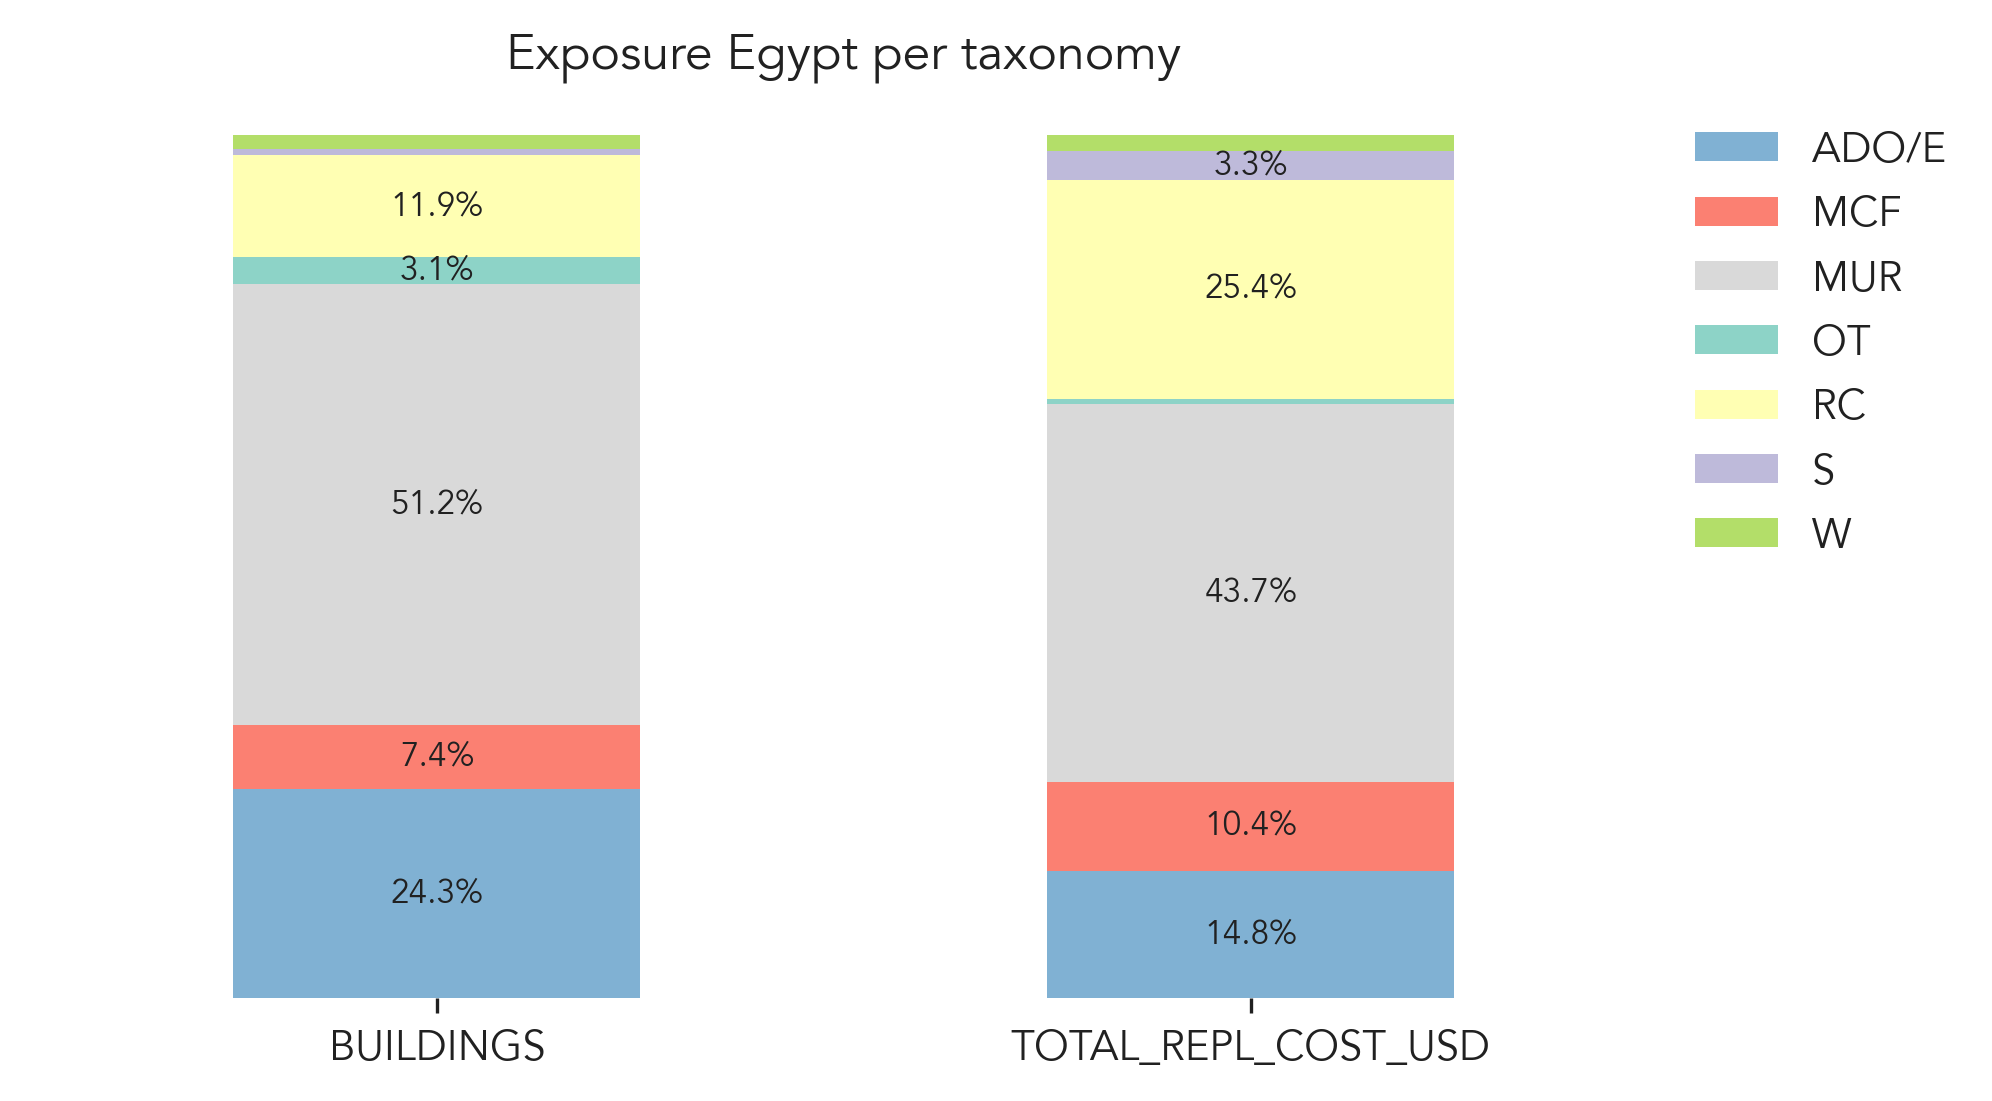 Exposure Egypt per taxonomy
11.9%
3.1%
51.2%
7.4%
24.3%
BUILDINGS
3.3%
25.4%
43.7%
10.4%
14.8%
TOTAL_REPL_COST_USD
ADO/E
MCF
MUR
OT
RC
S
W